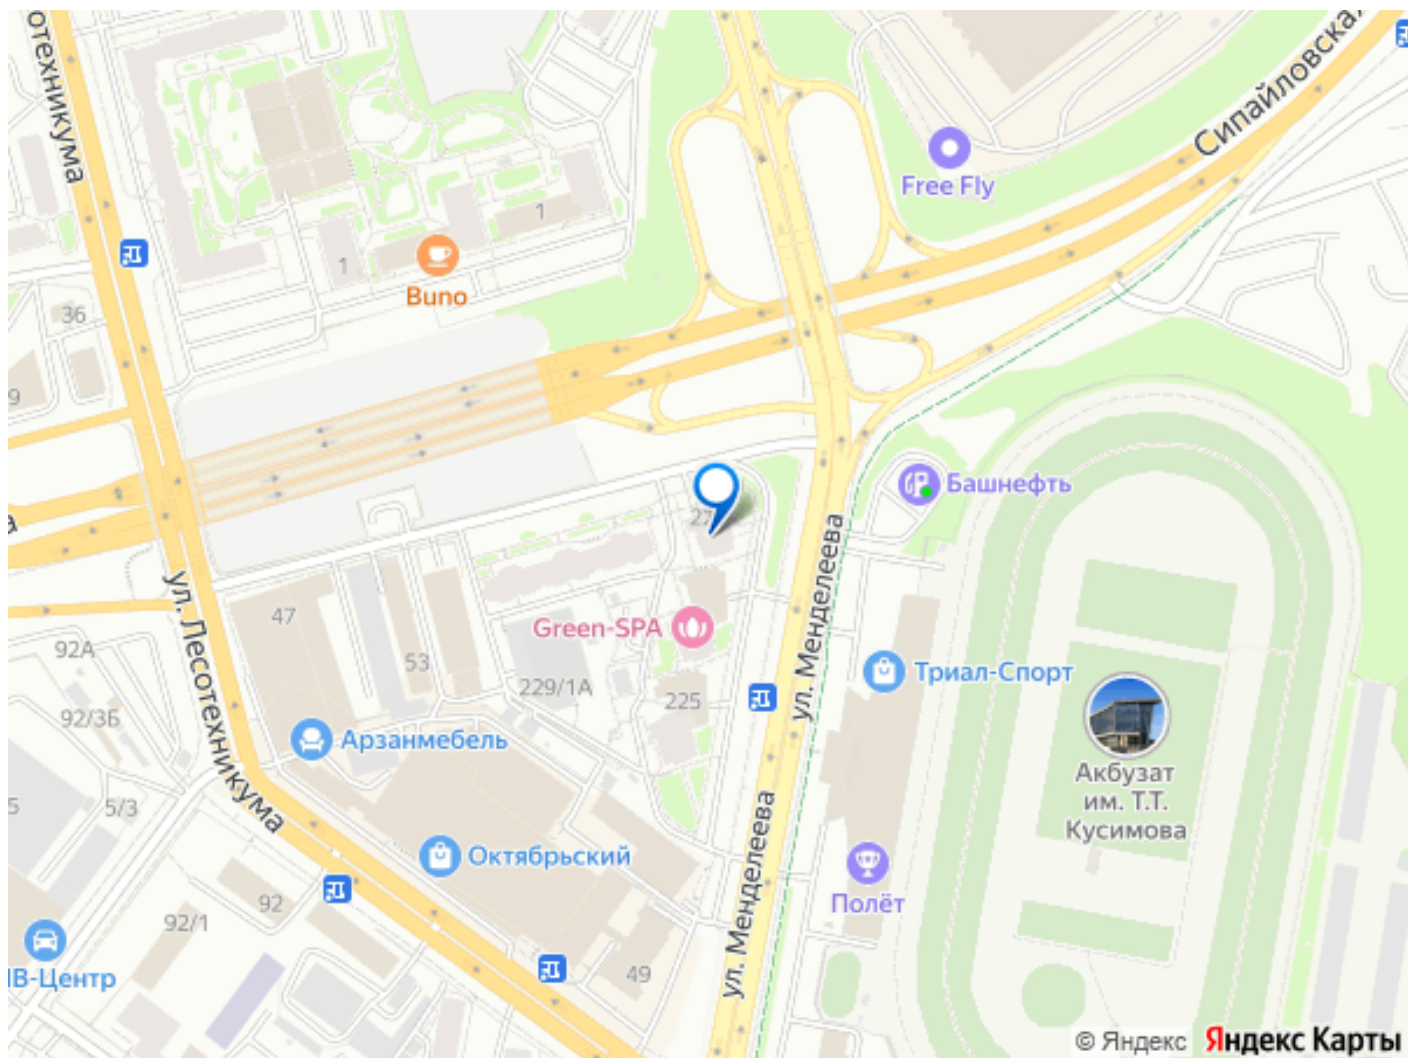 отехникума
Сипайловская
Free Fly
1
1
Buno
36
9
Башнефть
ул. Менделеева
47
ул. Лесотехникума
Green-SPA
53
92А
229/1А
225
Триал-Спорт
92/3Б
Арзанмебель
5
5/3
Акбузат
им. Т.Т.
Кусимова
Октябрьский
ул. Менделеева
Полёт
92
92/1
49
IВ-Центр
© Яндекс
Яндекс Карты